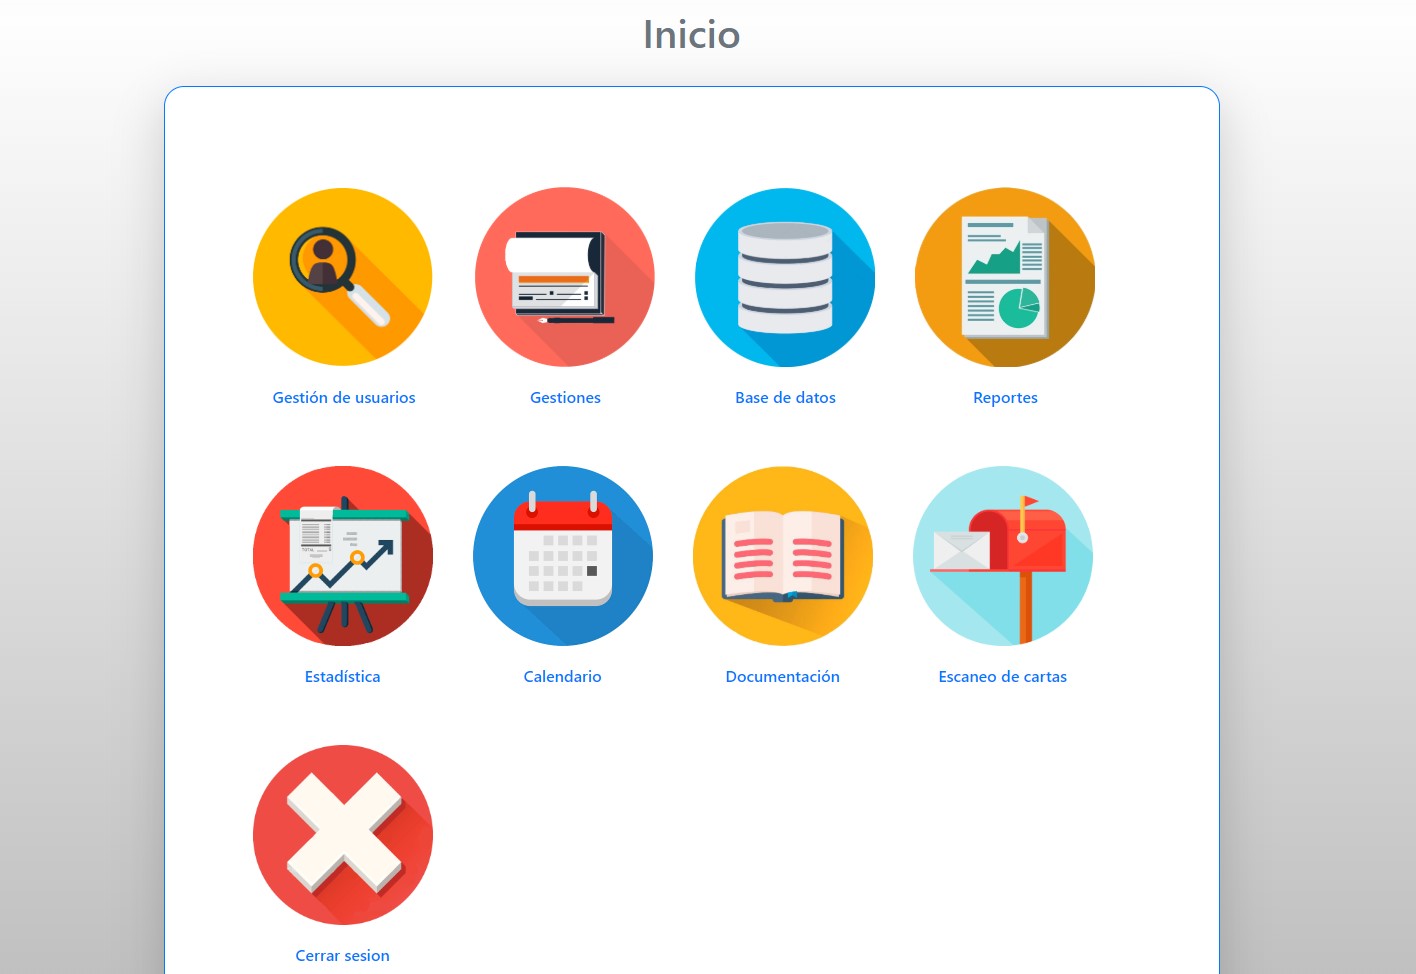 Inicio
Gestión de usuarios
Gestiones
Base de datos
Reportes
Estadística
Calendario
Documentación
Escaneo de cartas
Cerrar sesion